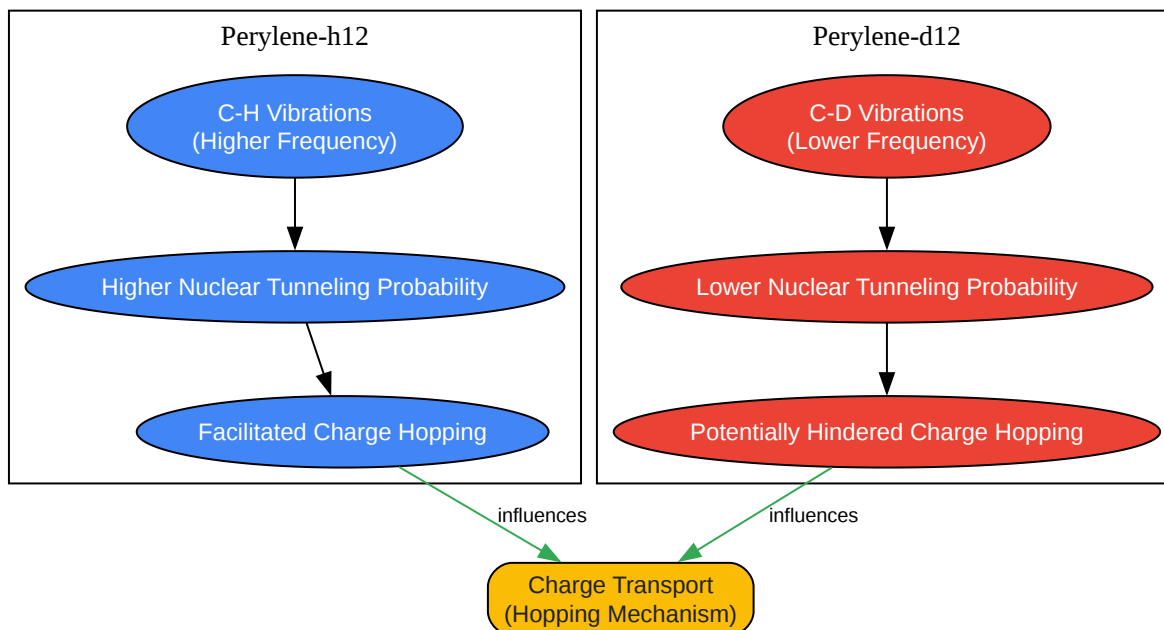 Perylene-h12
C-H Vibrations
(Higher Frequency)
Higher Nuclear Tunneling Probability
Facilitated Charge Hopping
Perylene-d12
C-D Vibrations
(Lower Frequency)
Lower Nuclear Tunneling Probability
Potentially Hindered Charge Hopping
influences
influences
Charge Transport
(Hopping Mechanism)